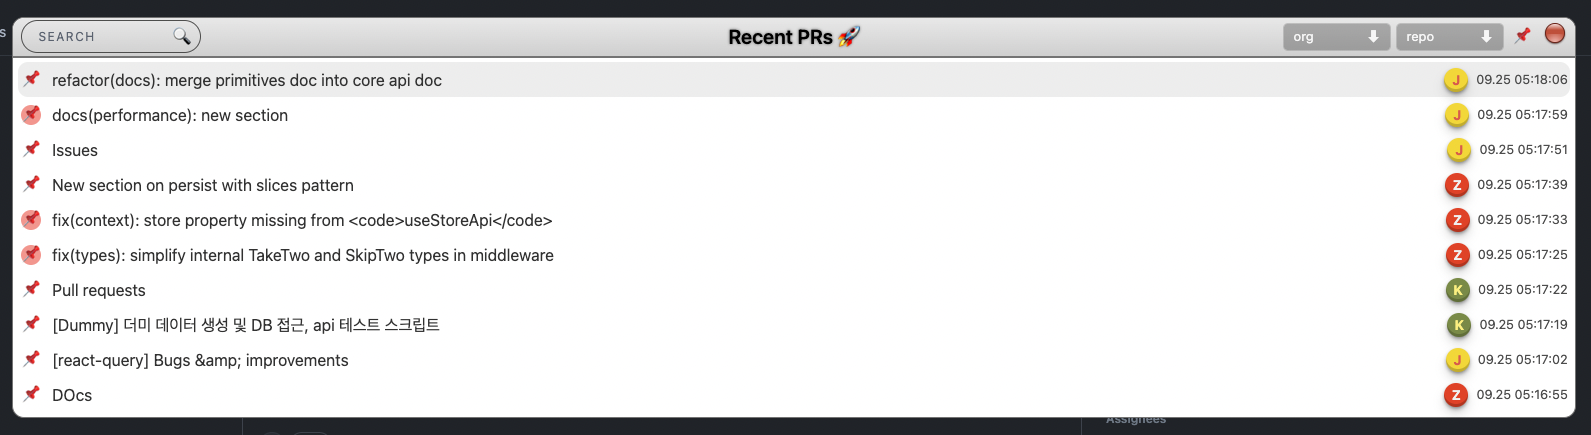 s
SEARCH Recent PRs 🚀 org repo
refactor(docs): merge primitives doc into core api doc J 09.25 05:18:06
docs(performance): new section J 09.25 05:17:59
Issues J 09.25 05:17:51
New section on persist with slices pattern Z 09.25 05:17:39
fix(context): store property missing from <code>useStoreApi</code> Z 09.25 05:17:33
fix(types): simplify internal TakeTwo and SkipTwo types in middleware Z 09.25 05:17:25
Pull requests K 09.25 05:17:22
[Dummy] 더미 데이터 생성 및 DB 접근, api 테스트 스크립트 K 09.25 05:17:19
[react-query] Bugs &amp; improvements J 09.25 05:17:02
DOcs Z 09.25 05:16:55
Assignees